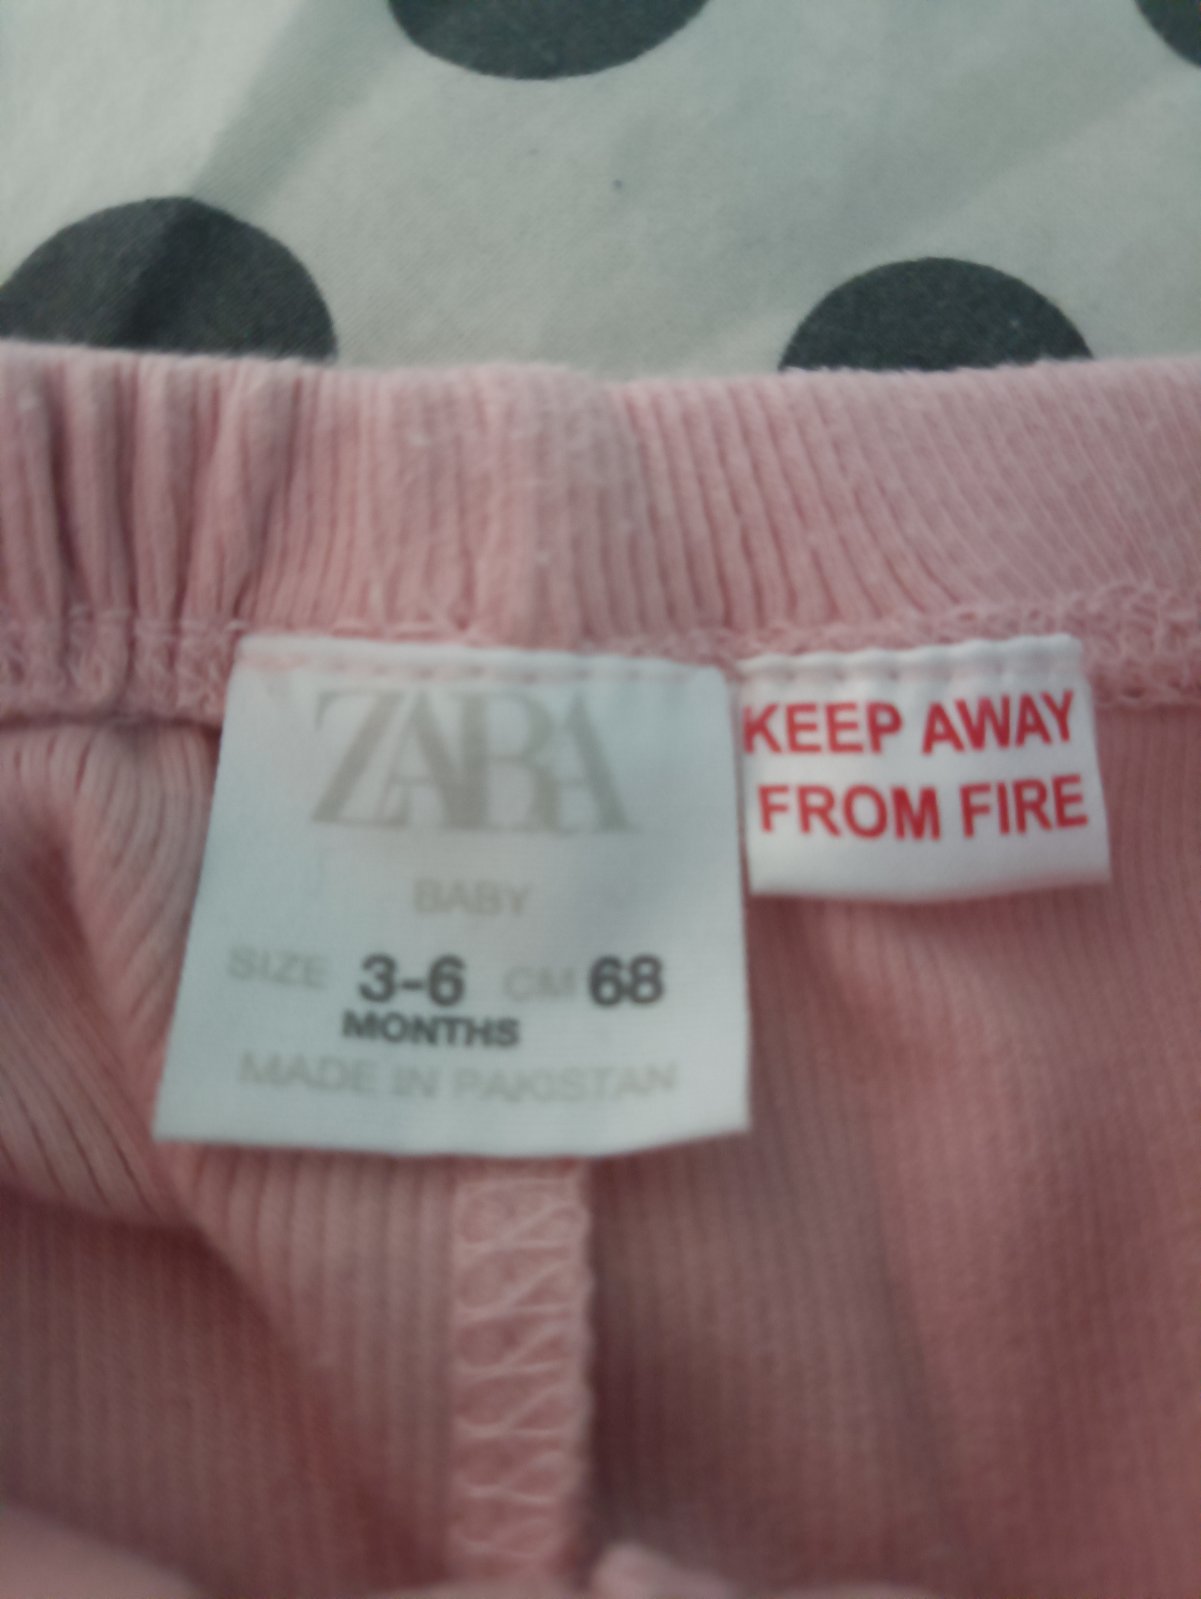 ZARA
BABY
SIZE 3-6 CM 68
MONTHS
MADE IN PAKISTAN
KEEP AWAY
FROM FIRE